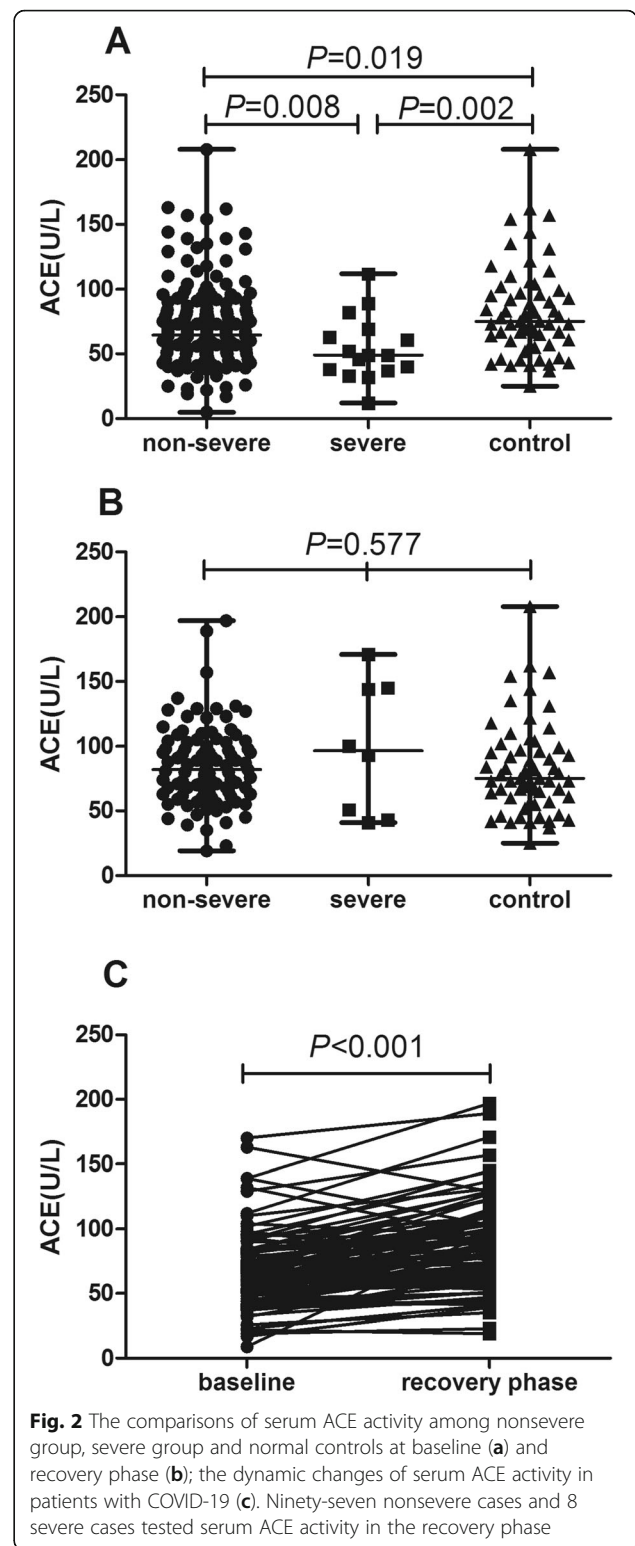 A
P=0.019
P=0.008 P=0.002
250
200
150
100
50
0
ACE(U/L)
non-severe severe control
B
P=0.577
250
200
150
100
50
0
ACE(U/L)
non-severe severe control
C
P<0.001
250
200
150
100
50
0
ACE(U/L)
baseline recovery phase
Fig. 2 The comparisons of serum ACE activity among nonsevere
group, severe group and normal controls at baseline (a) and
recovery phase (b); the dynamic changes of serum ACE activity in
patients with COVID-19 (c). Ninety-seven nonsevere cases and 8
severe cases tested serum ACE activity in the recovery phase